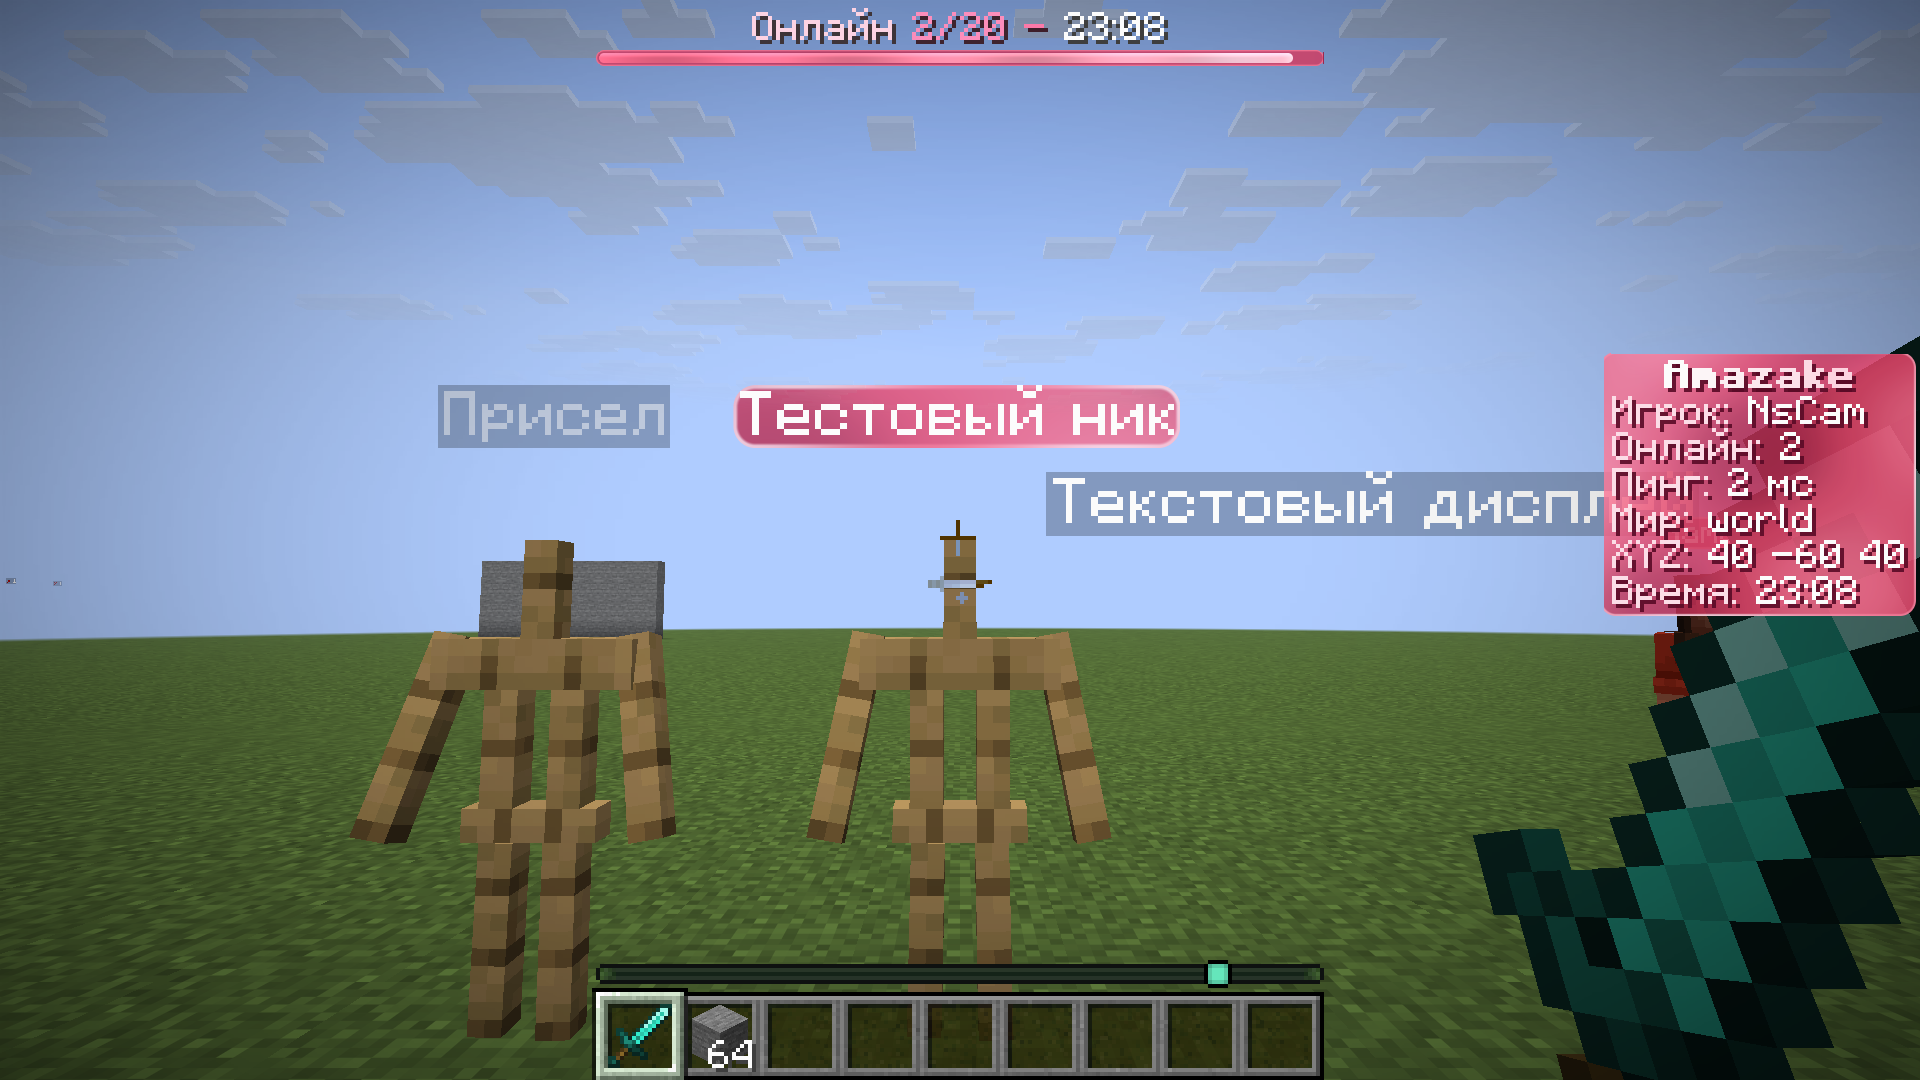 Онлайн 2/20 - 23:08
Присел
Тестовый ник
Текстовый
Amazake
Игрок: NsCam
Онлайн: 2
Пинг: 2 мс
Мир: world
XYZ: 40 -60 40
Время: 23:08
64